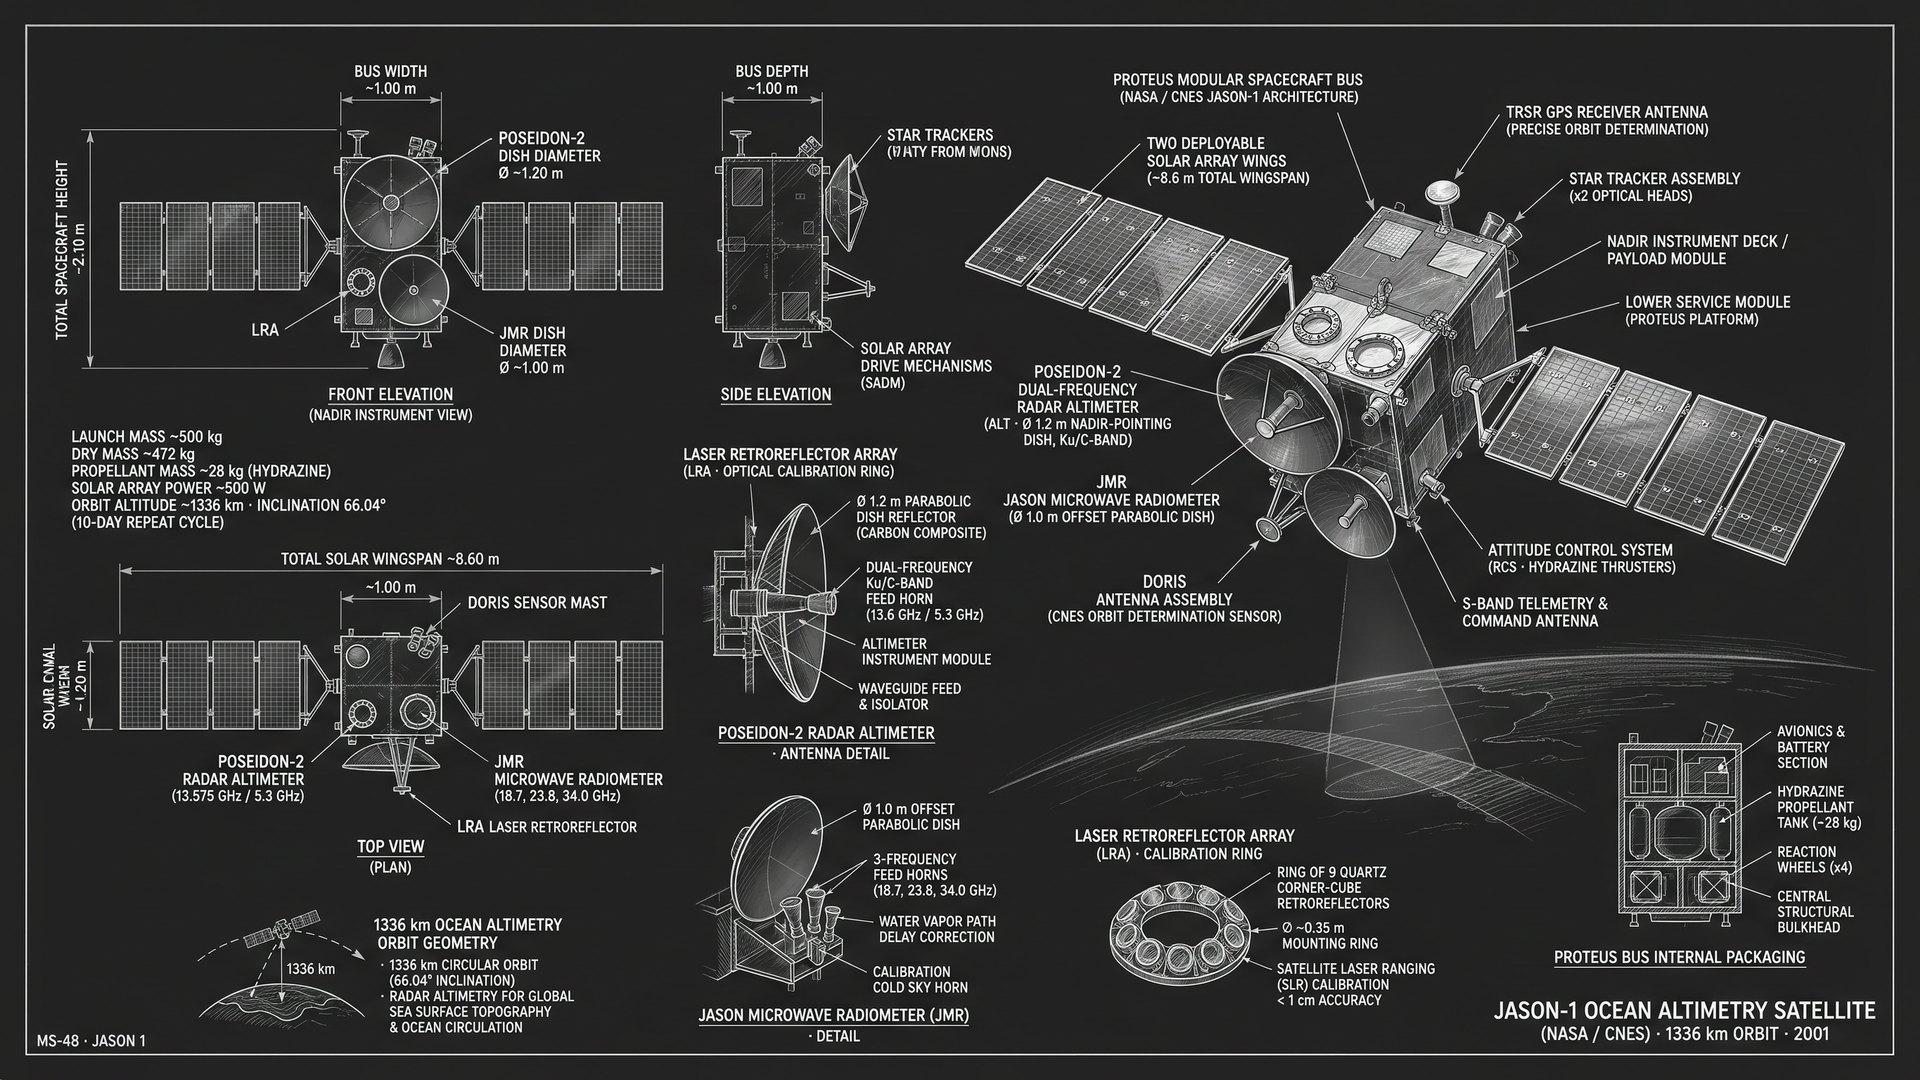 BUS WIDTH
~1.00 m
TOTAL SPACECRAFT HEIGHT
~2.10 m
POSEIDON-2
DISH DIAMETER
Ø ~1.20 m
LRA
JMR DISH
DIAMETER
Ø ~1.00 m
FRONT ELEVATION
(NADIR INSTRUMENT VIEW)
BUS DEPTH
~1.00 m
STAR TRACKERS
FROM
SOLAR ARRAY
DRIVE MECHANISMS
(SADM)
SIDE ELEVATION
PROTEUS MODULAR SPACECRAFT BUS
(NASA / CNES JASON-1 ARCHITECTURE)
TWO DEPLOYABLE
SOLAR ARRAY WINGS
(~8.6 m TOTAL WINGSPAN)
TRSR GPS RECEIVER ANTENNA
(PRECISE ORBIT DETERMINATION)
STAR TRACKER ASSEMBLY
(x2 OPTICAL HEADS)
NADIR INSTRUMENT DECK /
PAYLOAD MODULE
LOWER SERVICE MODULE
(PROTEUS PLATFORM)
POSEIDON-2
DUAL-FREQUENCY
RADAR ALTIMETER
(ALT · Ø 1.2 m NADIR-POINTING
DISH, Ku/C-BAND)
JMR
JASON MICROWAVE RADIOMETER
(Ø 1.0 m OFFSET PARABOLIC DISH)
DORIS
ANTENNA ASSEMBLY
(CNES ORBIT DETERMINATION SENSOR)
ATTITUDE CONTROL SYSTEM
(RCS · HYDRAZINE THRUSTERS)
S-BAND TELEMETRY &
COMMAND ANTENNA
LAUNCH MASS ~500 kg
DRY MASS ~472 kg
PROPELLANT MASS ~28 kg (HYDRAZINE)
SOLAR ARRAY POWER ~500 W
ORBIT ALTITUDE ~1336 km · INCLINATION 66.04°
(10-DAY REPEAT CYCLE)
TOTAL SOLAR WINGSPAN ~8.60 m
~1.00 m
DORIS SENSOR MAST
SOLAR
~1.20 m
POSEIDON-2
RADAR ALTIMETER
(13.575 GHz / 5.3 GHz)
JMR
MICROWAVE RADIOMETER
(18.7, 23.8, 34.0 GHz)
LRA LASER RETROREFLECTOR
TOP VIEW
(PLAN)
LASER RETROREFLECTOR ARRAY
(LRA · OPTICAL CALIBRATION RING)
Ø 1.2 m PARABOLIC
DISH REFLECTOR
(CARBON COMPOSITE)
DUAL-FREQUENCY
Ku/C-BAND
FEED HORN
(13.6 GHz / 5.3 GHz)
ALTIMETER
INSTRUMENT MODULE
WAVEGUIDE FEED
& ISOLATOR
POSEIDON-2 RADAR ALTIMETER
· ANTENNA DETAIL
Ø 1.0 m OFFSET
PARABOLIC DISH
3-FREQUENCY
FEED HORNS
(18.7, 23.8, 34.0 GHz)
WATER VAPOR PATH
DELAY CORRECTION
CALIBRATION
COLD SKY HORN
JASON MICROWAVE RADIOMETER (JMR)
· DETAIL
1336 km
1336 km OCEAN ALTIMETRY
ORBIT GEOMETRY
· 1336 km CIRCULAR ORBIT
(66.04° INCLINATION)
· RADAR ALTIMETRY FOR GLOBAL
SEA SURFACE TOPOGRAPHY
& OCEAN CIRCULATION
MS-48 · JASON 1
LASER RETROREFLECTOR ARRAY
(LRA) · CALIBRATION RING
RING OF 9 QUARTZ
CORNER-CUBE
RETROREFLECTORS
Ø ~0.35 m
MOUNTING RING
SATELLITE LASER RANGING
(SLR) CALIBRATION
< 1 cm ACCURACY
AVIONICS &
BATTERY
SECTION
HYDRAZINE
PROPELLANT
TANK (~28 kg)
REACTION
WHEELS (x4)
CENTRAL
STRUCTURAL
BULKHEAD
PROTEUS BUS INTERNAL PACKAGING
JASON-1 OCEAN ALTIMETRY SATELLITE
(NASA / CNES) · 1336 km ORBIT · 2001